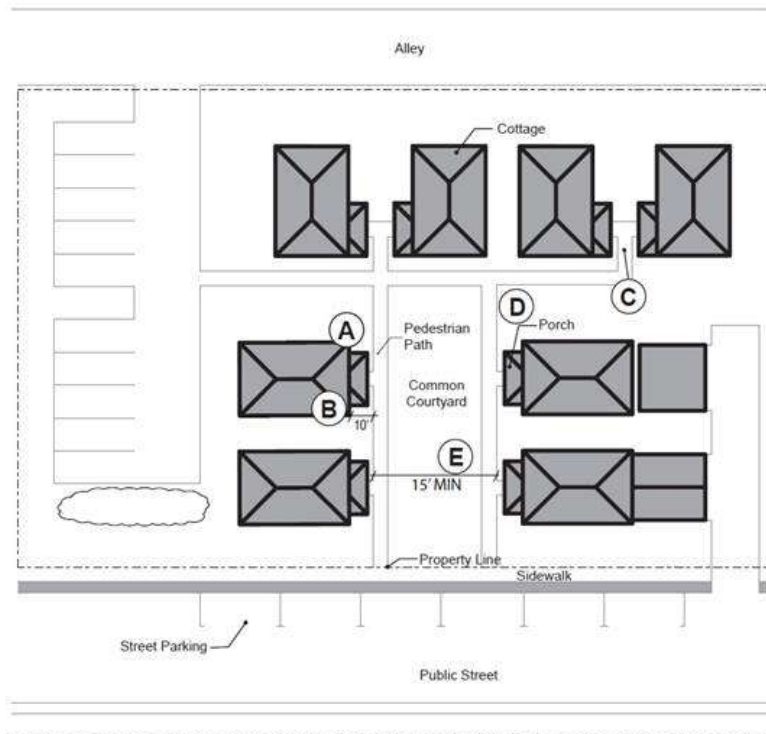 Alley
Cottage
C
D
A
Pedestrian
Path
Porch
Common
Courtyard
B
10'
E
15' MIN
Property Line
Sidewalk
Street Parking
Public Street